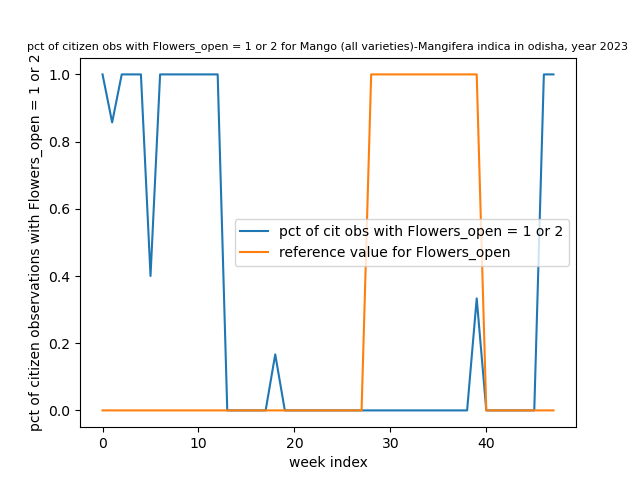 pct of citizen obs with Flowers_open = 1 or 2 for Mango (all varieties)-Mangifera indica in odisha, year 2023
pct of citizen observations with Flowers_open = 1 or 2
1.0
0.8
0.6
0.4
0.2
0.0
pct of cit obs with Flowers_open = 1 or 2
reference value for Flowers_open
0 10 20 30 40
week index